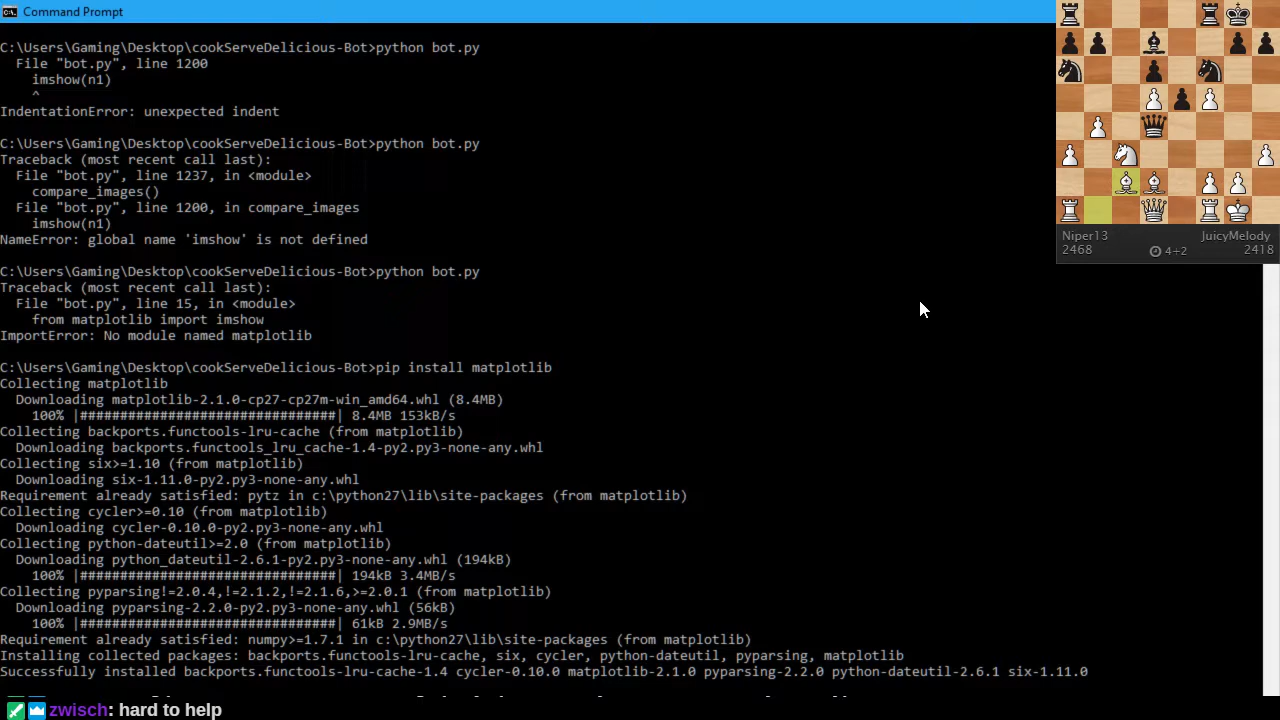 Command Prompt
C:\Users\Gaming\Desktop\cookServeDelicious-Bot>python bot.py
File "bot.py", line 1200
imshow(n1)
^
IndentationError: unexpected indent
C:\Users\Gaming\Desktop\cookServeDelicious-Bot>python bot.py
Traceback (most recent call last):
File "bot.py", line 1237, in <module>
compare_images()
File "bot.py", line 1200, in compare_images
imshow(n1)
NameError: global name 'imshow' is not defined
C:\Users\Gaming\Desktop\cookServeDelicious-Bot>python bot.py
Traceback (most recent call last):
File "bot.py", line 15, in <module>
from matplotlib import imshow
ImportError: No module named matplotlib
C:\Users\Gaming\Desktop\cookServeDelicious-Bot>pip install matplotlib
Collecting matplotlib
Downloading matplotlib-2.1.0-cp27-cp27m-win_amd64.whl (8.4MB)
100% |################################| 8.4MB 153kB/s
Collecting backports.functools-lru-cache (from matplotlib)
Downloading backports.functools_lru_cache-1.4-py2.py3-none-any.whl
Collecting six>=1.10 (from matplotlib)
Downloading six-1.11.0-py2.py3-none-any.whl
Requirement already satisfied: pytz in c:\python27\lib\site-packages (from matplotlib)
Collecting cycler>=0.10 (from matplotlib)
Downloading cycler-0.10.0-py2.py3-none-any.whl
Collecting python-dateutil>=2.0 (from matplotlib)
Downloading python_dateutil-2.6.1-py2.py3-none-any.whl (194kB)
100% |################################| 194kB 3.4MB/s
Collecting pyparsing!=2.0.4,!=2.1.2,!=2.1.6,>=2.0.1 (from matplotlib)
Downloading pyparsing-2.2.0-py2.py3-none-any.whl (56kB)
100% |################################| 61kB 2.9MB/s
Requirement already satisfied: numpy>=1.7.1 in c:\python27\lib\site-packages (from matplotlib)
Installing collected packages: backports.functools-lru-cache, six, cycler, python-dateutil, pyparsing, matplotlib
Successfully installed backports.functools-lru-cache-1.4 cycler-0.10.0 matplotlib-2.1.0 pyparsing-2.2.0 python-dateutil-2.6.1 six-1.11.0
Niper13 JuicyMelody
2468 4+2 2418
zwisch: hard to help